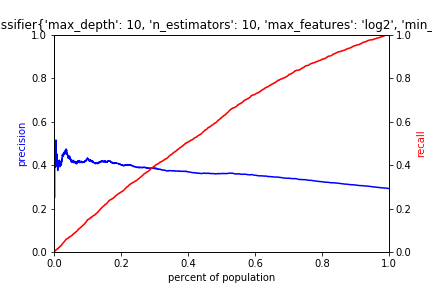 ssifier{'max_depth': 10, 'n_estimators': 10, 'max_features': 'log2', 'min_
1.0 1.0
0.8 0.8
0.6 0.6
precision recall
0.4 0.4
0.2 0.2
0.0 0.0
0.0 0.2 0.4 0.6 0.8 1.0
percent of population